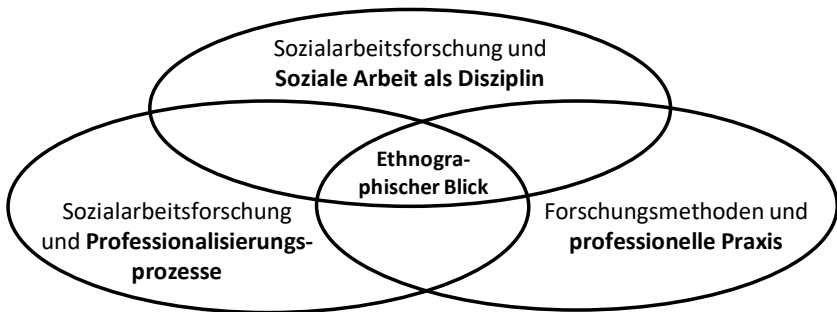 Sozialarbeitsforschung und
Soziale Arbeit als Disziplin
Ethnogra-
phischer Blick
Sozialarbeitsforschung
und Professionalisierungs-
prozesse
Forschungsmethoden und
professionelle Praxis